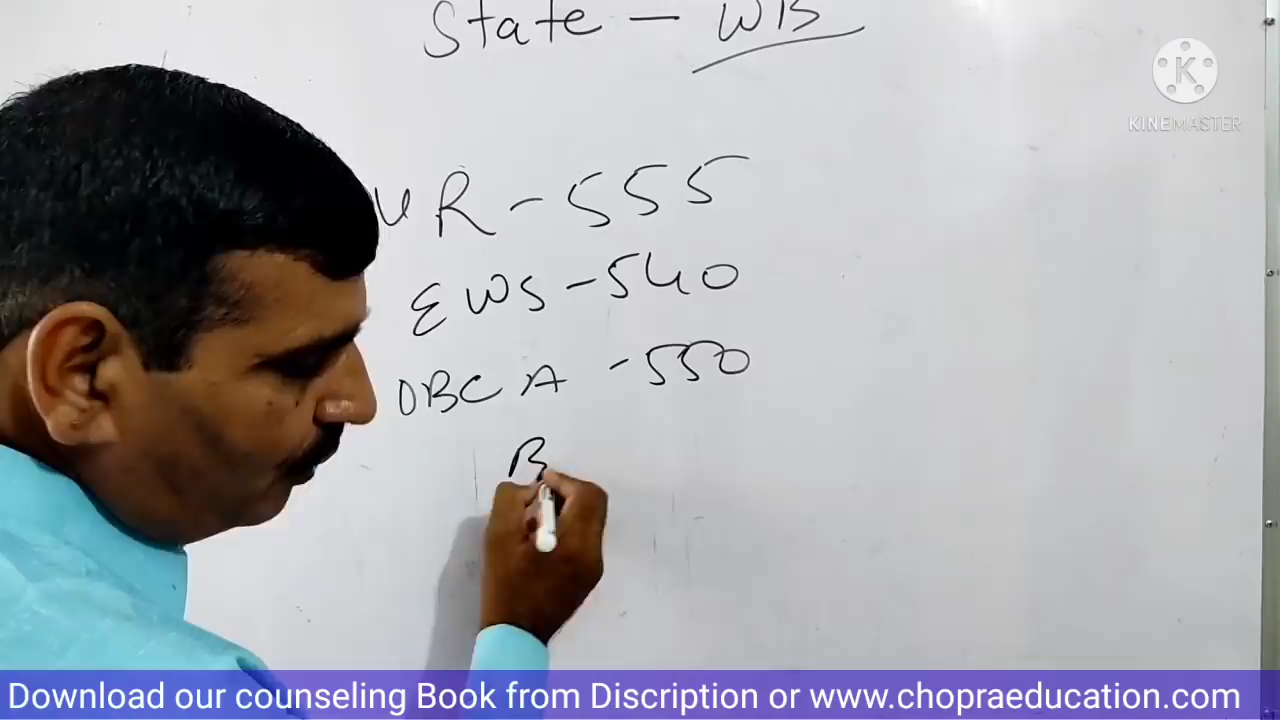 State - WB
KINEMASTER
UR - 555
EWS - 540
OBC A - 550
B
Download our counseling Book from Discription or www.chopraeducation.com